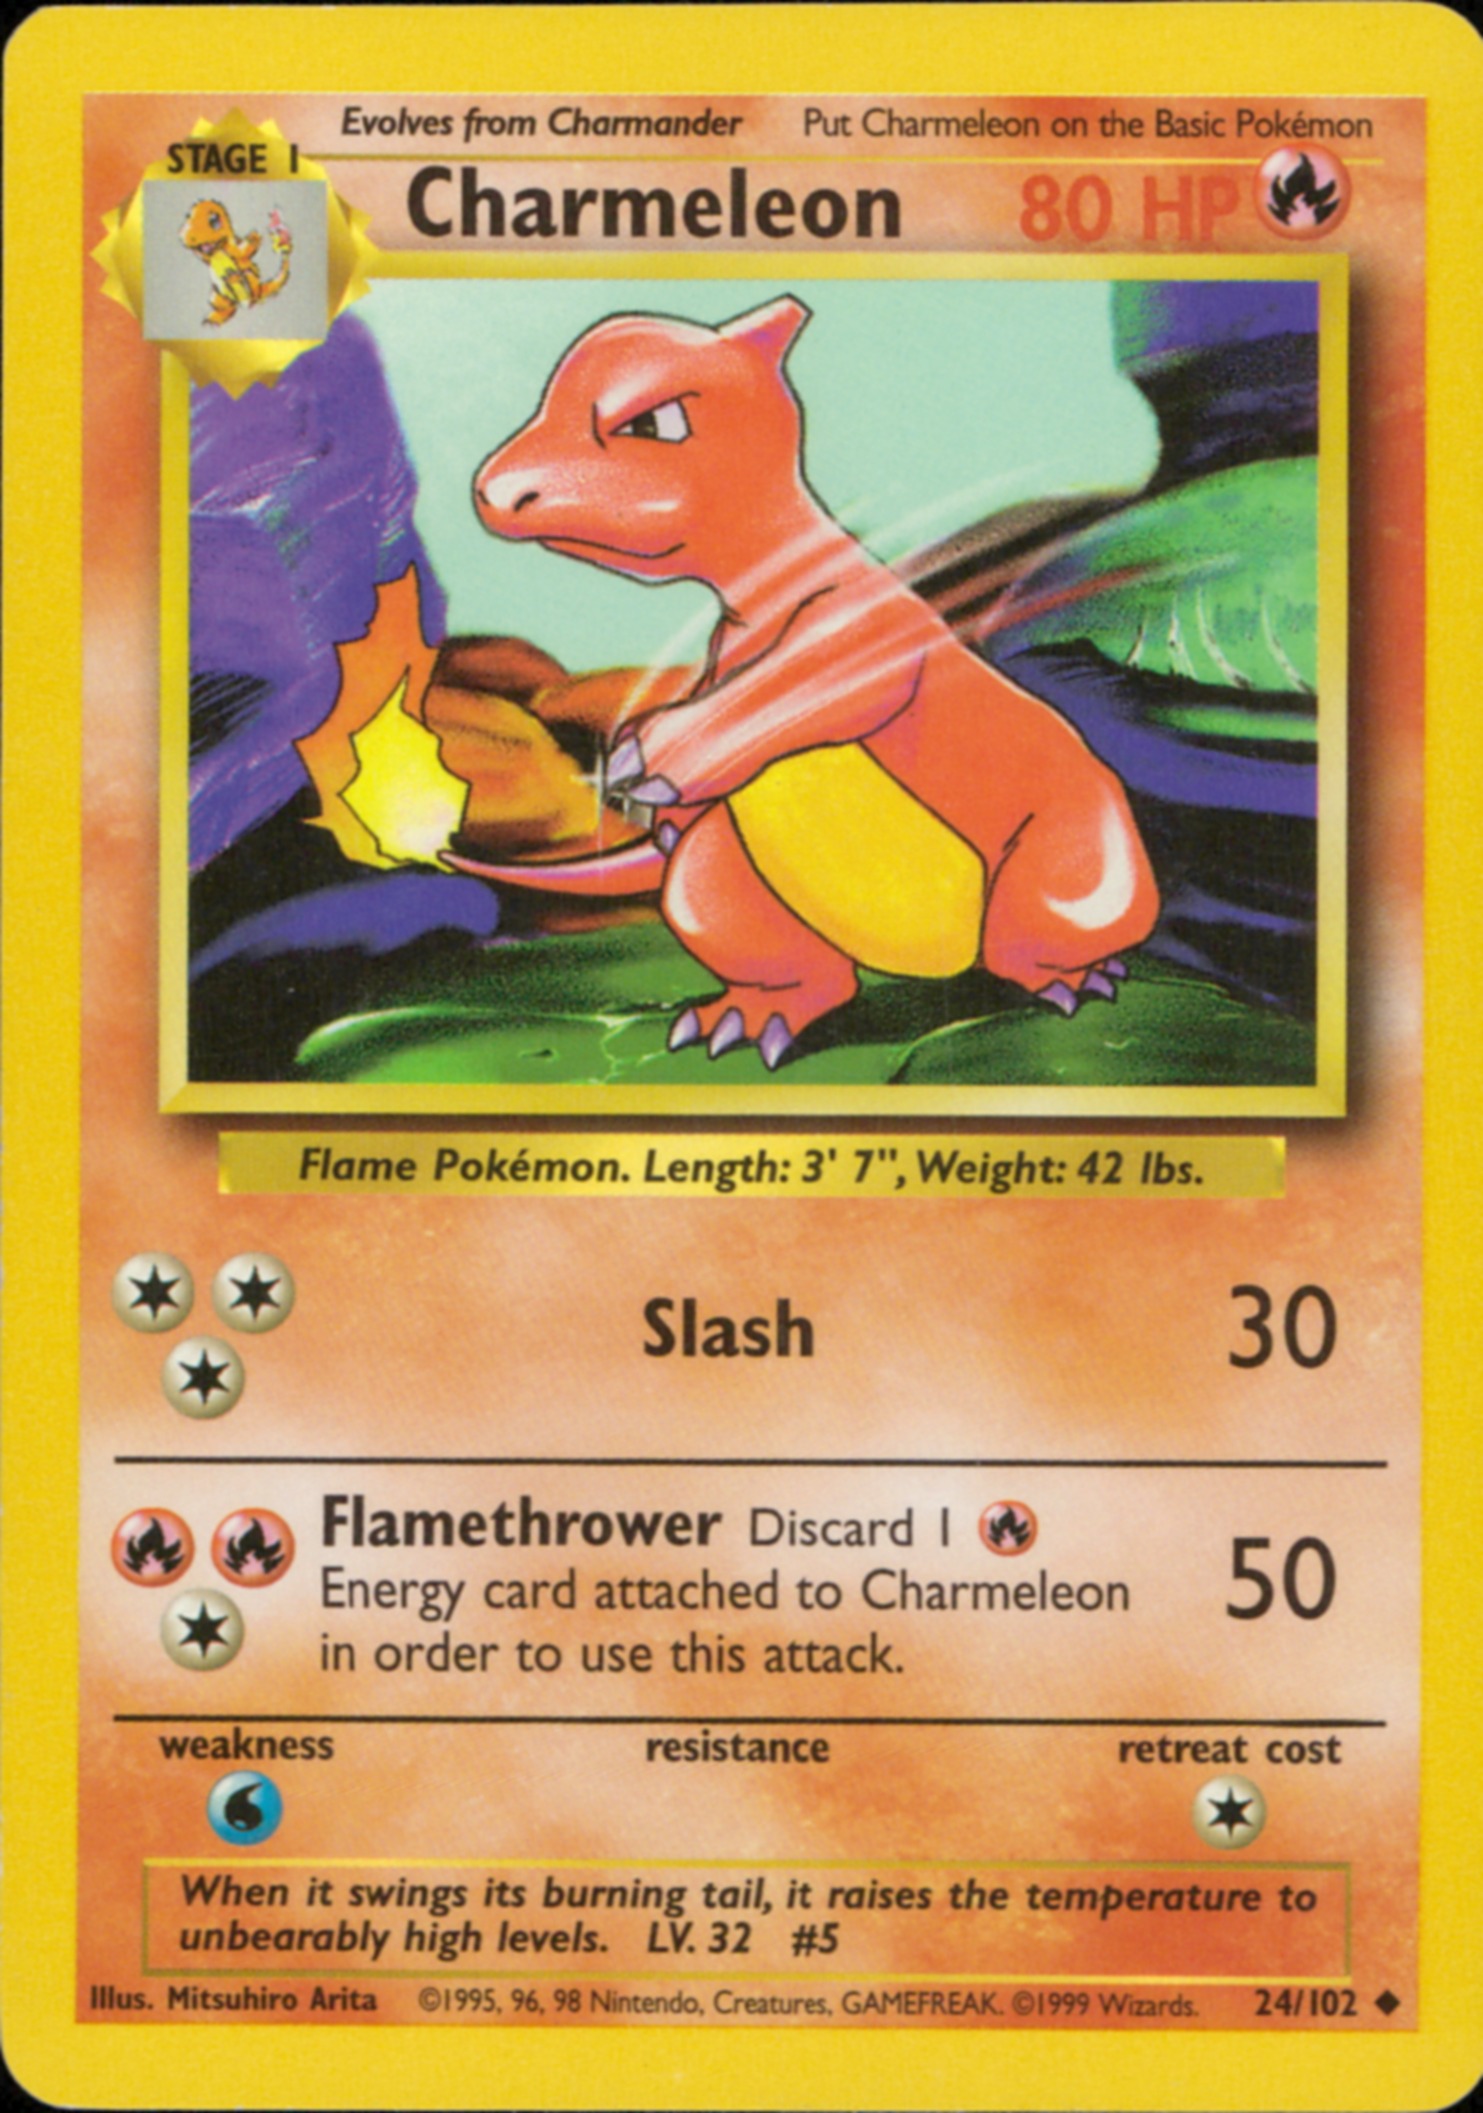 Evolves from Charmander Put Charmeleon on the Basic Pokémon
STAGE 1
Charmeleon 80 HP
Flame Pokémon. Length: 3' 7", Weight: 42 lbs.
Slash 30
Flamethrower Discard 1
Energy card attached to Charmeleon
in order to use this attack.
50
weakness resistance retreat cost
When it swings its burning tail, it raises the temperature to
unbearably high levels. LV. 32 #5
Illus. Mitsuhiro Arita ©1995, 96, 98 Nintendo, Creatures, GAMEFREAK. ©1999 Wizards. 24/102